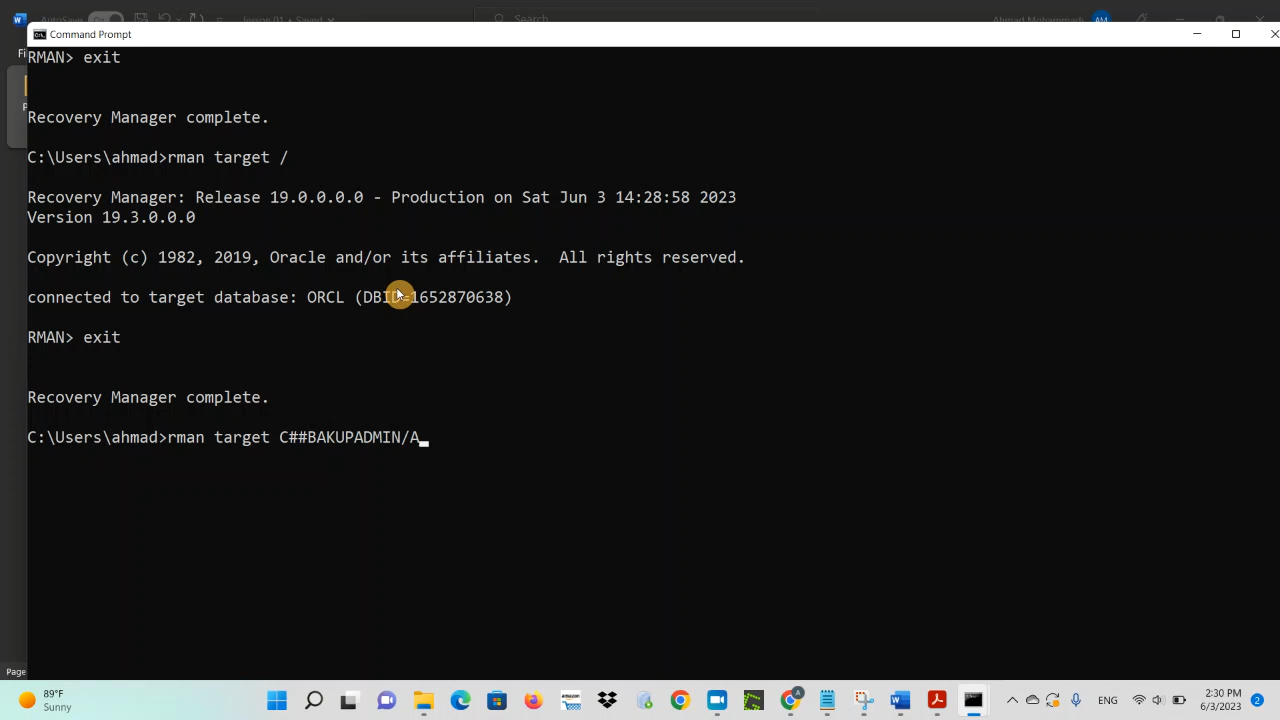 Command Prompt
RMAN> exit
Recovery Manager complete.
C:\Users\ahmad>rman target /
Recovery Manager: Release 19.0.0.0.0 - Production on Sat Jun 3 14:28:58 2023
Version 19.3.0.0.0
Copyright (c) 1982, 2019, Oracle and/or its affiliates.  All rights reserved.
connected to target database: ORCL (DBID=1652870638)
RMAN> exit
Recovery Manager complete.
C:\Users\ahmad>rman target C##BAKUPADMIN/A_
Page
89°F
Sunny
ENG
2:30 PM
6/3/2023
2